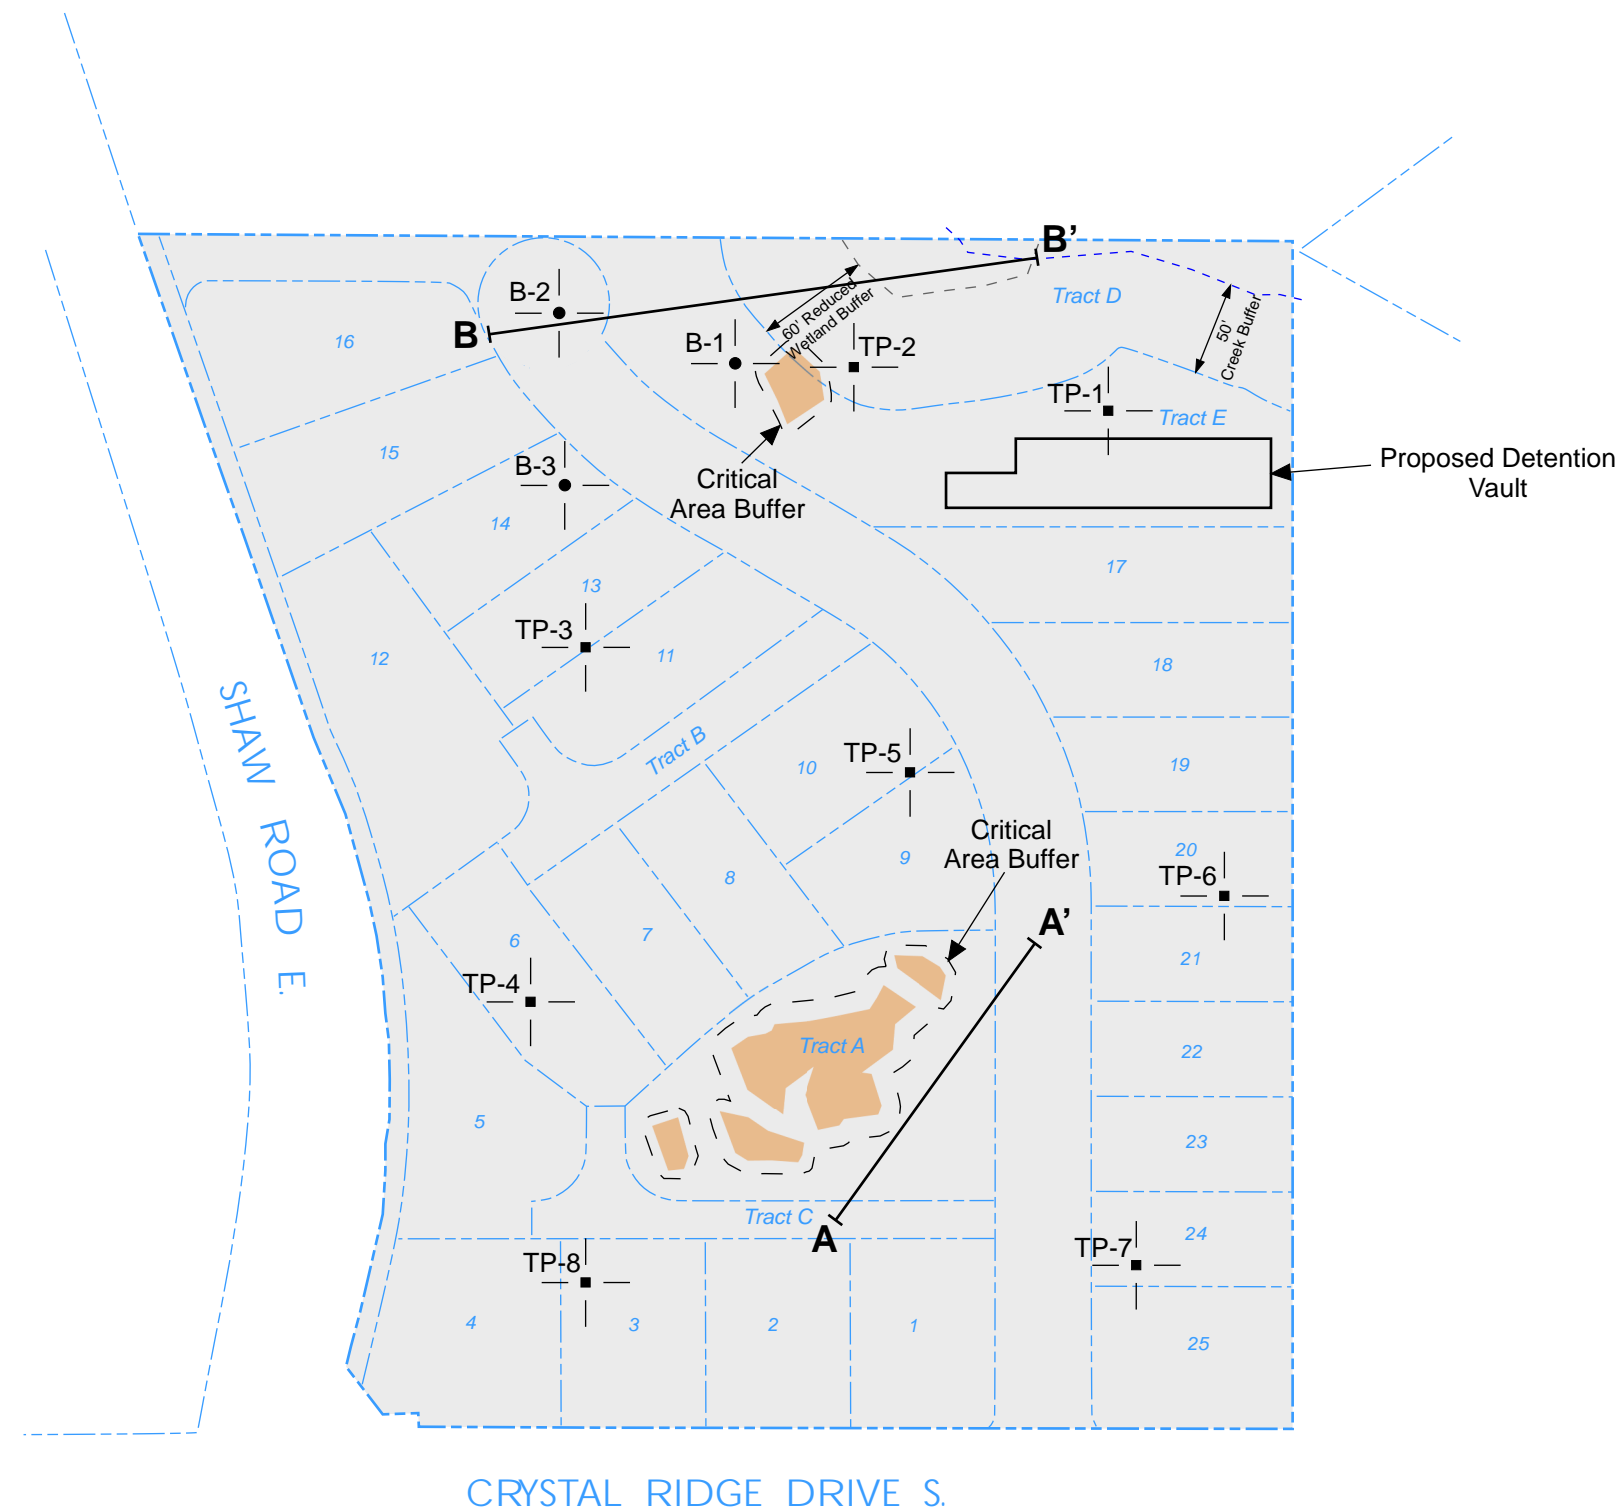 B’
B-2
Tract D
60' Reduced
Wetland Buffer
50'
Creek Buffer
B
16
B-1
TP-2
TP-1
Tract E
15
B-3
Critical
Area Buffer
Proposed Detention
Vault
14
17
13
TP-3
12
11
18
SHAW ROAD E.
Tract B
10
TP-5
19
Critical
Area Buffer
9
20
8
TP-6
A’
6
7
21
TP-4
Tract A
22
5
23
Tract C
A
24
TP-8
TP-7
4
3
2
1
25
CRYSTAL RIDGE DRIVE S.